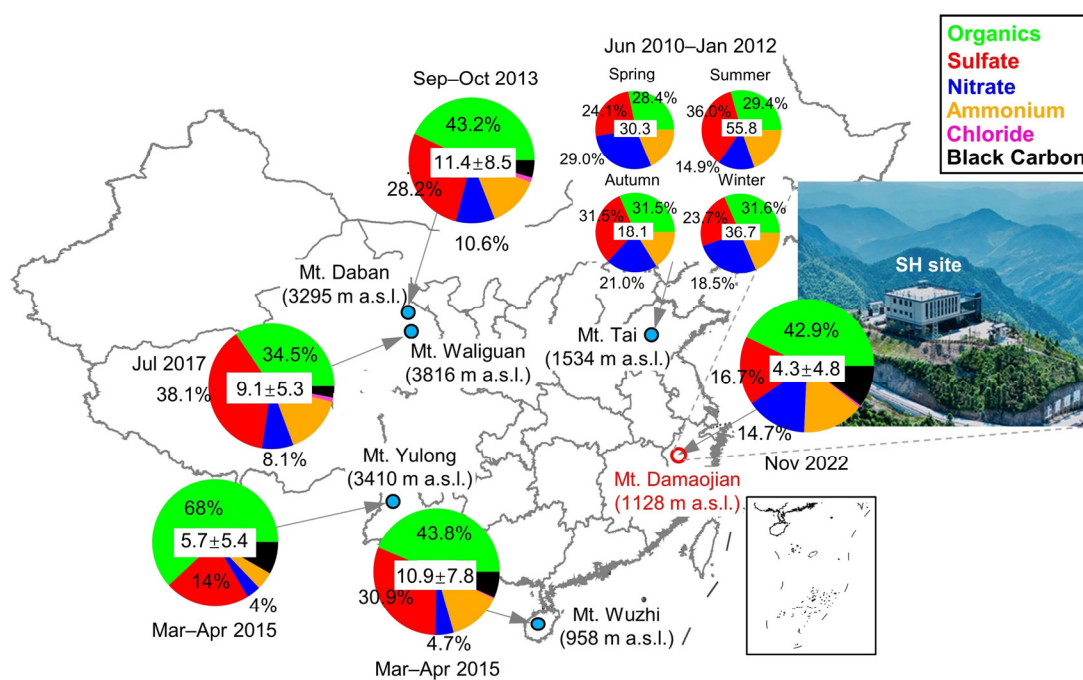 Jun 2010–Jan 2012
Organics
Sulfate
Nitrate
Ammonium
Chloride
Black Carbon
Sep–Oct 2013
43.2%
11.4±8.5
28.2%
10.6%
Spring
24.1%
28.4%
30.3
29.0%
Summer
36.0%
29.4%
55.8
14.9%
Autumn
31.5%
31.5%
18.1
21.0%
Winter
23.7%
31.6%
36.7
18.5%
SH site
Mt. Daban
(3295 m a.s.l.)
Mt. Waliguan
(3816 m a.s.l.)
Mt. Tai
(1534 m a.s.l.)
Jul 2017
34.5%
9.1±5.3
38.1%
8.1%
42.9%
4.3±4.8
16.7%
14.7%
Nov 2022
Mt. Damaojian
(1128 m a.s.l.)
Mt. Yulong
(3410 m a.s.l.)
68%
5.7±5.4
14%
4%
Mar–Apr 2015
43.8%
10.9±7.8
30.9%
4.7%
Mar–Apr 2015
Mt. Wuzhi
(958 m a.s.l.)